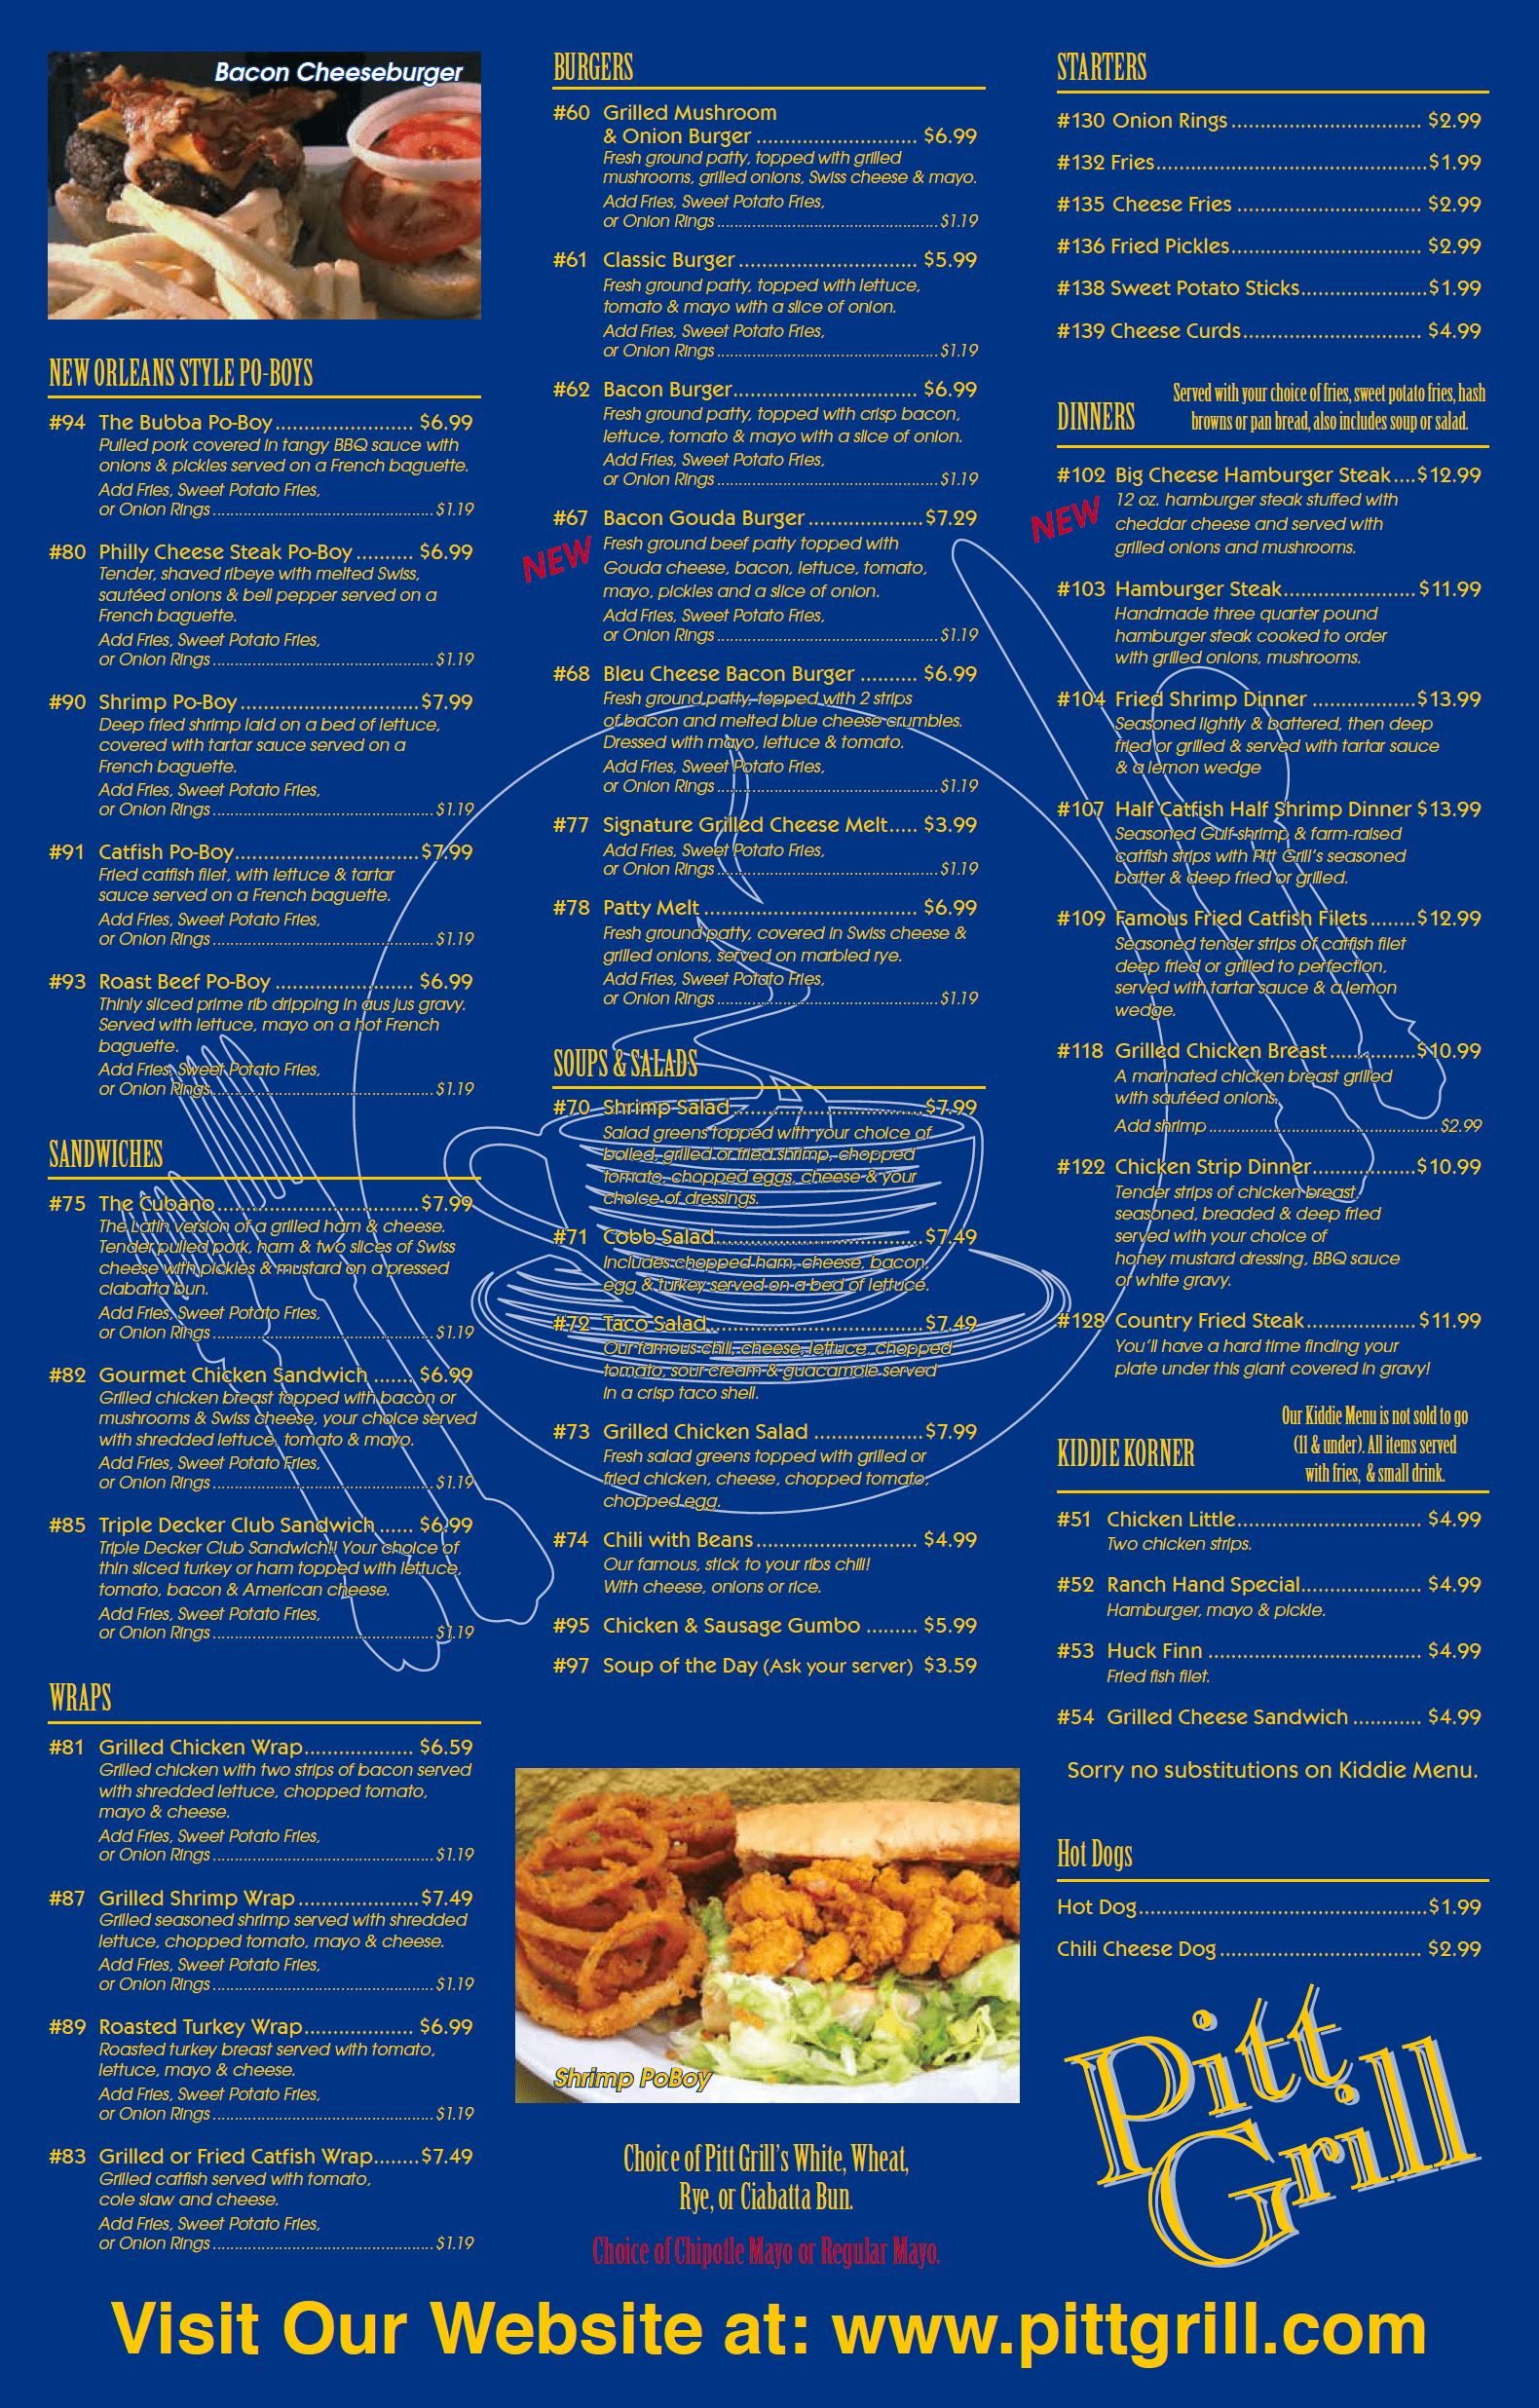 Bacon Cheeseburger
NEW ORLEANS STYLE PO-BOYS
#94 The Bubba Po-Boy ........................ $6.99
Pulled pork covered in tangy BBQ sauce with
onions & pickles served on a French baguette.
Add Fries, Sweet Potato Fries,
or Onion Rings .................................................. $1.19
#80 Philly Cheese Steak Po-Boy .......... $6.99
Tender, shaved ribeye with melted Swiss,
sautéed onions & bell pepper served on a
French baguette.
Add Fries, Sweet Potato Fries,
or Onion Rings .................................................. $1.19
#90 Shrimp Po-Boy ............................... $7.99
Deep fried shrimp laid on a bed of lettuce,
covered with tartar sauce served on a
French baguette.
Add Fries, Sweet Potato Fries,
or Onion Rings .................................................. $1.19
#91 Catfish Po-Boy................................ $7.99
Fried catfish filet, with lettuce & tartar
sauce served on a French baguette.
Add Fries, Sweet Potato Fries,
or Onion Rings .................................................. $1.19
#93 Roast Beef Po-Boy ........................ $6.99
Thinly sliced prime rib dripping in aus jus gravy.
Served with lettuce, mayo on a hot French
baguette.
Add Fries, Sweet Potato Fries,
or Onion Rings .................................................. $1.19
SANDWICHES
#75 The Cubano ................................... $7.99
The Latin version of a grilled ham & cheese.
Tender pulled pork, ham & two slices of Swiss
cheese with pickles & mustard on a pressed
ciabatta bun.
Add Fries, Sweet Potato Fries,
or Onion Rings .................................................. $1.19
#82 Gourmet Chicken Sandwich ....... $6.99
Grilled chicken breast topped with bacon or
mushrooms & Swiss cheese, your choice served
with shredded lettuce, tomato & mayo.
Add Fries, Sweet Potato Fries,
or Onion Rings .................................................. $1.19
#85 Triple Decker Club Sandwich ...... $6.99
Triple Decker Club Sandwich!! Your choice of
thin sliced turkey or ham topped with lettuce,
tomato, bacon & American cheese.
Add Fries, Sweet Potato Fries,
or Onion Rings .................................................. $1.19
WRAPS
#81 Grilled Chicken Wrap................... $6.59
Grilled chicken with two strips of bacon served
with shredded lettuce, chopped tomato,
mayo & cheese.
Add Fries, Sweet Potato Fries,
or Onion Rings .................................................. $1.19
#87 Grilled Shrimp Wrap ..................... $7.49
Grilled seasoned shrimp served with shredded
lettuce, chopped tomato, mayo & cheese.
Add Fries, Sweet Potato Fries,
or Onion Rings .................................................. $1.19
#89 Roasted Turkey Wrap................... $6.99
Roasted turkey breast served with tomato,
lettuce, mayo & cheese.
Add Fries, Sweet Potato Fries,
or Onion Rings .................................................. $1.19
#83 Grilled or Fried Catfish Wrap........ $7.49
Grilled catfish served with tomato,
cole slaw and cheese.
Add Fries, Sweet Potato Fries,
or Onion Rings .................................................. $1.19
BURGERS
#60 Grilled Mushroom
& Onion Burger ............................ $6.99
Fresh ground patty, topped with grilled
mushrooms, grilled onions, Swiss cheese & mayo.
Add Fries, Sweet Potato Fries,
or Onion Rings .................................................. $1.19
#61 Classic Burger ............................... $5.99
Fresh ground patty, topped with lettuce,
tomato & mayo with a slice of onion.
Add Fries, Sweet Potato Fries,
or Onion Rings .................................................. $1.19
#62 Bacon Burger................................ $6.99
Fresh ground patty, topped with crisp bacon,
lettuce, tomato & mayo with a slice of onion.
Add Fries, Sweet Potato Fries,
or Onion Rings .................................................. $1.19
#67 Bacon Gouda Burger .................... $7.29
NEW
Fresh ground beef patty topped with
Gouda cheese, bacon, lettuce, tomato,
mayo, pickles and a slice of onion.
Add Fries, Sweet Potato Fries,
or Onion Rings .................................................. $1.19
#68 Bleu Cheese Bacon Burger .......... $6.99
Fresh ground patty, topped with 2 strips
of bacon and melted blue cheese crumbles.
Dressed with mayo, lettuce & tomato.
Add Fries, Sweet Potato Fries,
or Onion Rings .................................................. $1.19
#77 Signature Grilled Cheese Melt..... $3.99
Add Fries, Sweet Potato Fries,
or Onion Rings .................................................. $1.19
#78 Patty Melt ..................................... $6.99
Fresh ground patty, covered in Swiss cheese &
grilled onions, served on marbled rye.
Add Fries, Sweet Potato Fries,
or Onion Rings .................................................. $1.19
SOUPS & SALADS
#70 Shrimp Salad ................................. $7.99
Salad greens topped with your choice of
boiled, grilled or fried shrimp, chopped
tomato, chopped eggs, cheese & your
choice of dressings.
#71 Cobb Salad.................................... $7.49
Includes chopped ham, cheese, bacon,
egg & turkey served on a bed of lettuce.
#72 Taco Salad ..................................... $7.49
Our famous chili, cheese, lettuce, chopped
tomato, sour cream & guacamole served
in a crisp taco shell.
#73 Grilled Chicken Salad ................... $7.99
Fresh salad greens topped with grilled or
fried chicken, cheese, chopped tomato,
chopped egg.
#74 Chili with Beans ............................ $4.99
Our famous, stick to your ribs chili!
With cheese, onions or rice.
#95 Chicken & Sausage Gumbo ......... $5.99
#97 Soup of the Day (Ask your server) $3.59
Shrimp PoBoy
Choice of Pitt Grill's White, Wheat,
Rye, or Ciabatta Bun.
Choice of Chipotle Mayo or Regular Mayo.
STARTERS
#130 Onion Rings ................................. $2.99
#132 Fries............................................... $1.99
#135 Cheese Fries ................................ $2.99
#136 Fried Pickles................................. $2.99
#138 Sweet Potato Sticks...................... $1.99
#139 Cheese Curds............................... $4.99
DINNERS
Served with your choice of fries, sweet potato fries, hash
browns or pan bread, also includes soup or salad.
#102 Big Cheese Hamburger Steak .... $12.99
NEW
12 oz. hamburger steak stuffed with
cheddar cheese and served with
grilled onions and mushrooms.
#103 Hamburger Steak....................... $11.99
Handmade three quarter pound
hamburger steak cooked to order
with grilled onions, mushrooms.
#104 Fried Shrimp Dinner .................. $13.99
Seasoned lightly & battered, then deep
fried or grilled & served with tartar sauce
& a lemon wedge
#107 Half Catfish Half Shrimp Dinner $13.99
Seasoned Gulf-shrimp & farm-raised
catfish strips with Pitt Grill's seasoned
batter & deep fried or grilled.
#109 Famous Fried Catfish Filets ........ $12.99
Seasoned tender strips of catfish filet
deep fried or grilled to perfection,
served with tartar sauce & a lemon
wedge.
#118 Grilled Chicken Breast ............... $10.99
A marinated chicken breast grilled
with sautéed onions.
Add shrimp .................................................... $2.99
#122 Chicken Strip Dinner.................. $10.99
Tender strips of chicken breast,
seasoned, breaded & deep fried
served with your choice of
honey mustard dressing, BBQ sauce
or white gravy.
#128 Country Fried Steak................... $11.99
You'll have a hard time finding your
plate under this giant covered in gravy!
KIDDIE KORNER
Our Kiddie Menu is not sold to go
(11 & under). All items served
with fries, & small drink.
#51 Chicken Little................................ $4.99
Two chicken strips.
#52 Ranch Hand Special..................... $4.99
Hamburger, mayo & pickle.
#53 Huck Finn ..................................... $4.99
Fried fish filet.
#54 Grilled Cheese Sandwich ............ $4.99
Sorry no substitutions on Kiddie Menu.
Hot Dogs
Hot Dog.................................................. $1.99
Chili Cheese Dog ................................... $2.99
Pitt
Grill
Visit Our Website at: www.pittgrill.com